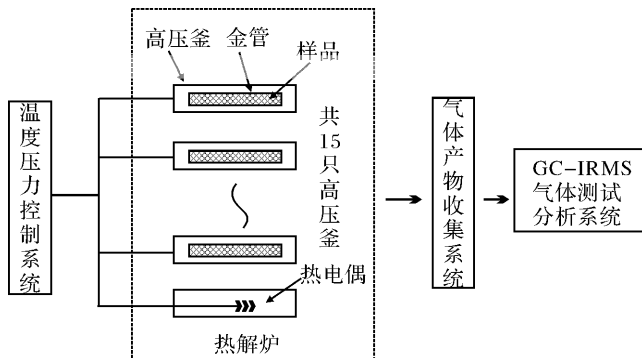 高压釜
金管
样品
温度压力控制系统
共15只高压釜
热电偶
热解炉
气体产物收集系统
GC-IRMS
气体测试
分析系统